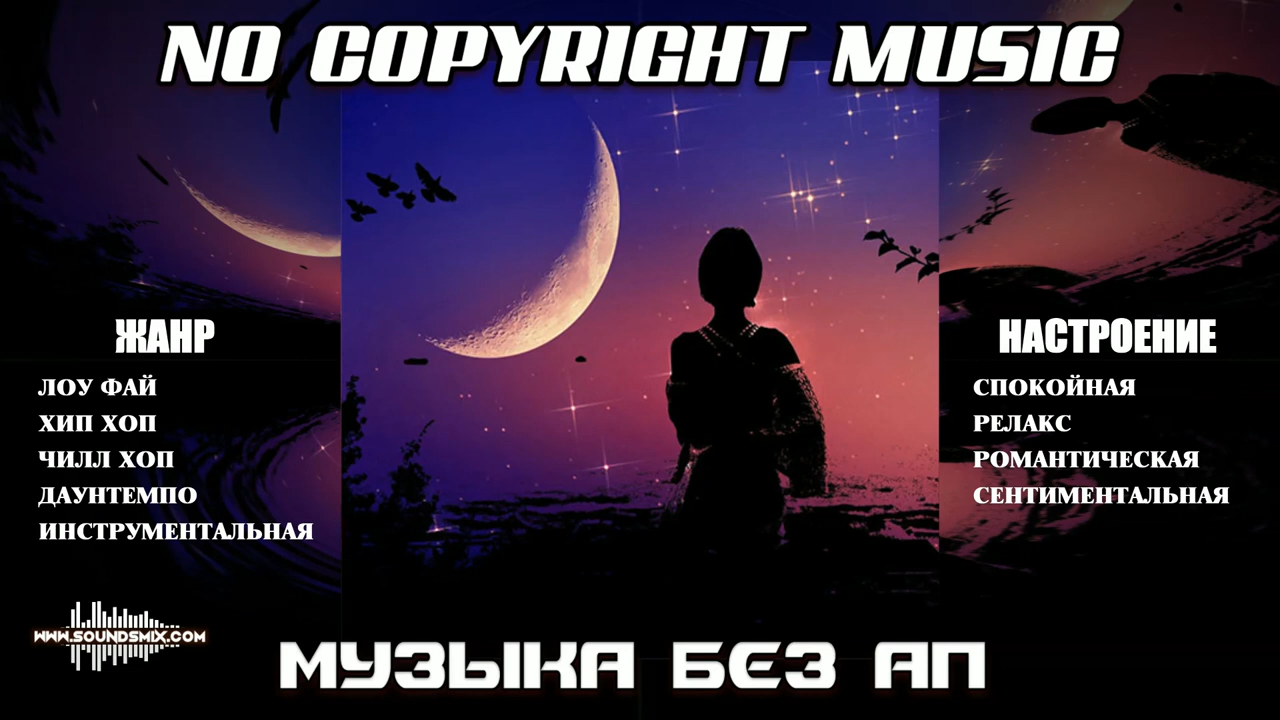 NO COPYRIGHT MUSIC
ЖАНР
ЛОУ ФАЙ
ХИП ХОП
ЧИЛЛ ХОП
ДАУНТЕМПО
ИНСТРУМЕНТАЛЬНАЯ
НАСТРОЕНИЕ
СПОКОЙНАЯ
РЕЛАКС
РОМАНТИЧЕСКАЯ
СЕНТИМЕНТАЛЬНАЯ
WWW.SOUNDSMIX.COM
МУЗЫКА БЕЗ АП